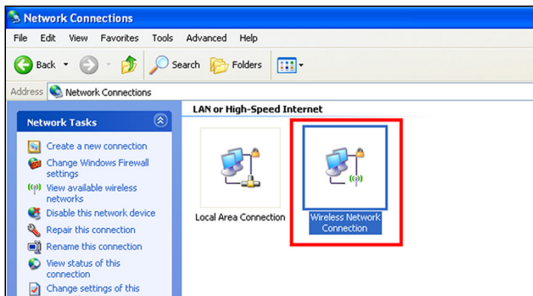 Network Connections
File Edit View Favorites Tools Advanced Help
Back Search Folders
Address Network Connections
Network Tasks
Create a new connection
Change Windows Firewall
settings
View available wireless
networks
Disable this network device
Repair this connection
Rename this connection
View status of this
connection
Change settings of this
LAN or High-Speed Internet
Local Area Connection
Wireless Network
Connection